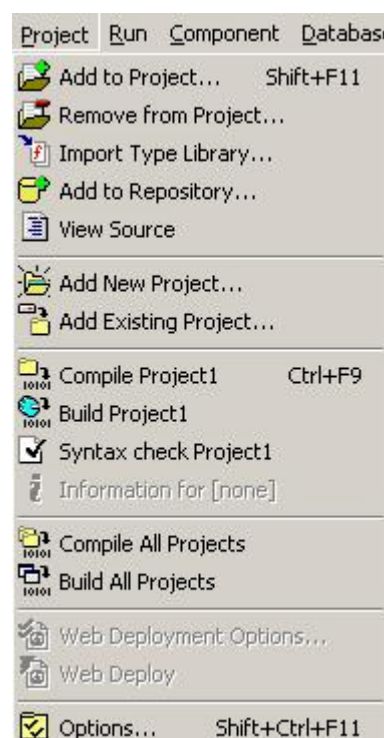 Project Run Component Databas
Add to Project... Shift+F11
Remove from Project...
Import Type Library...
Add to Repository...
View Source
Add New Project...
Add Existing Project...
Compile Project1 Ctrl+F9
Build Project1
Syntax check Project1
Information for [none]
Compile All Projects
Build All Projects
Web Deployment Options...
Web Deploy
Options... Shift+Ctrl+F11